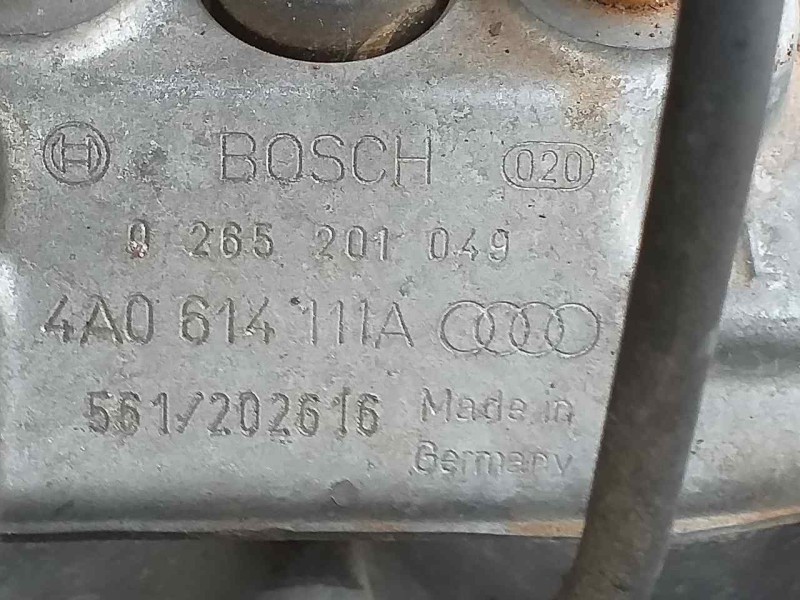 BOSCH 020
0 265 201 049
4A0 614 111A
561/202616 Made in
Germany